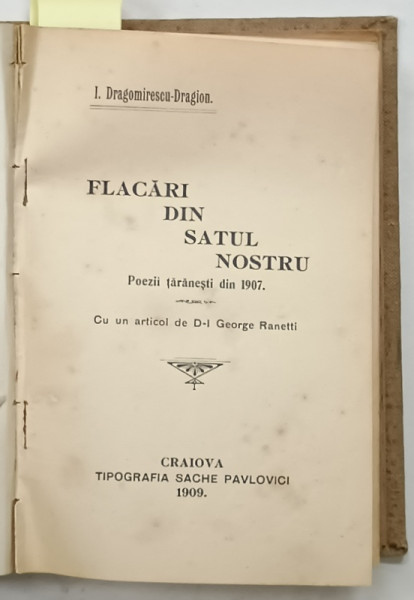 I. Dragomirescu-Dragion.
FLACĂRI
DIN
SATUL
NOSTRU
Poezii țărănești din 1907.
Cu un articol de D-l George Ranetti
CRAIOVA
TIPOGRAFIA SACHE PAVLOVICI
1909.